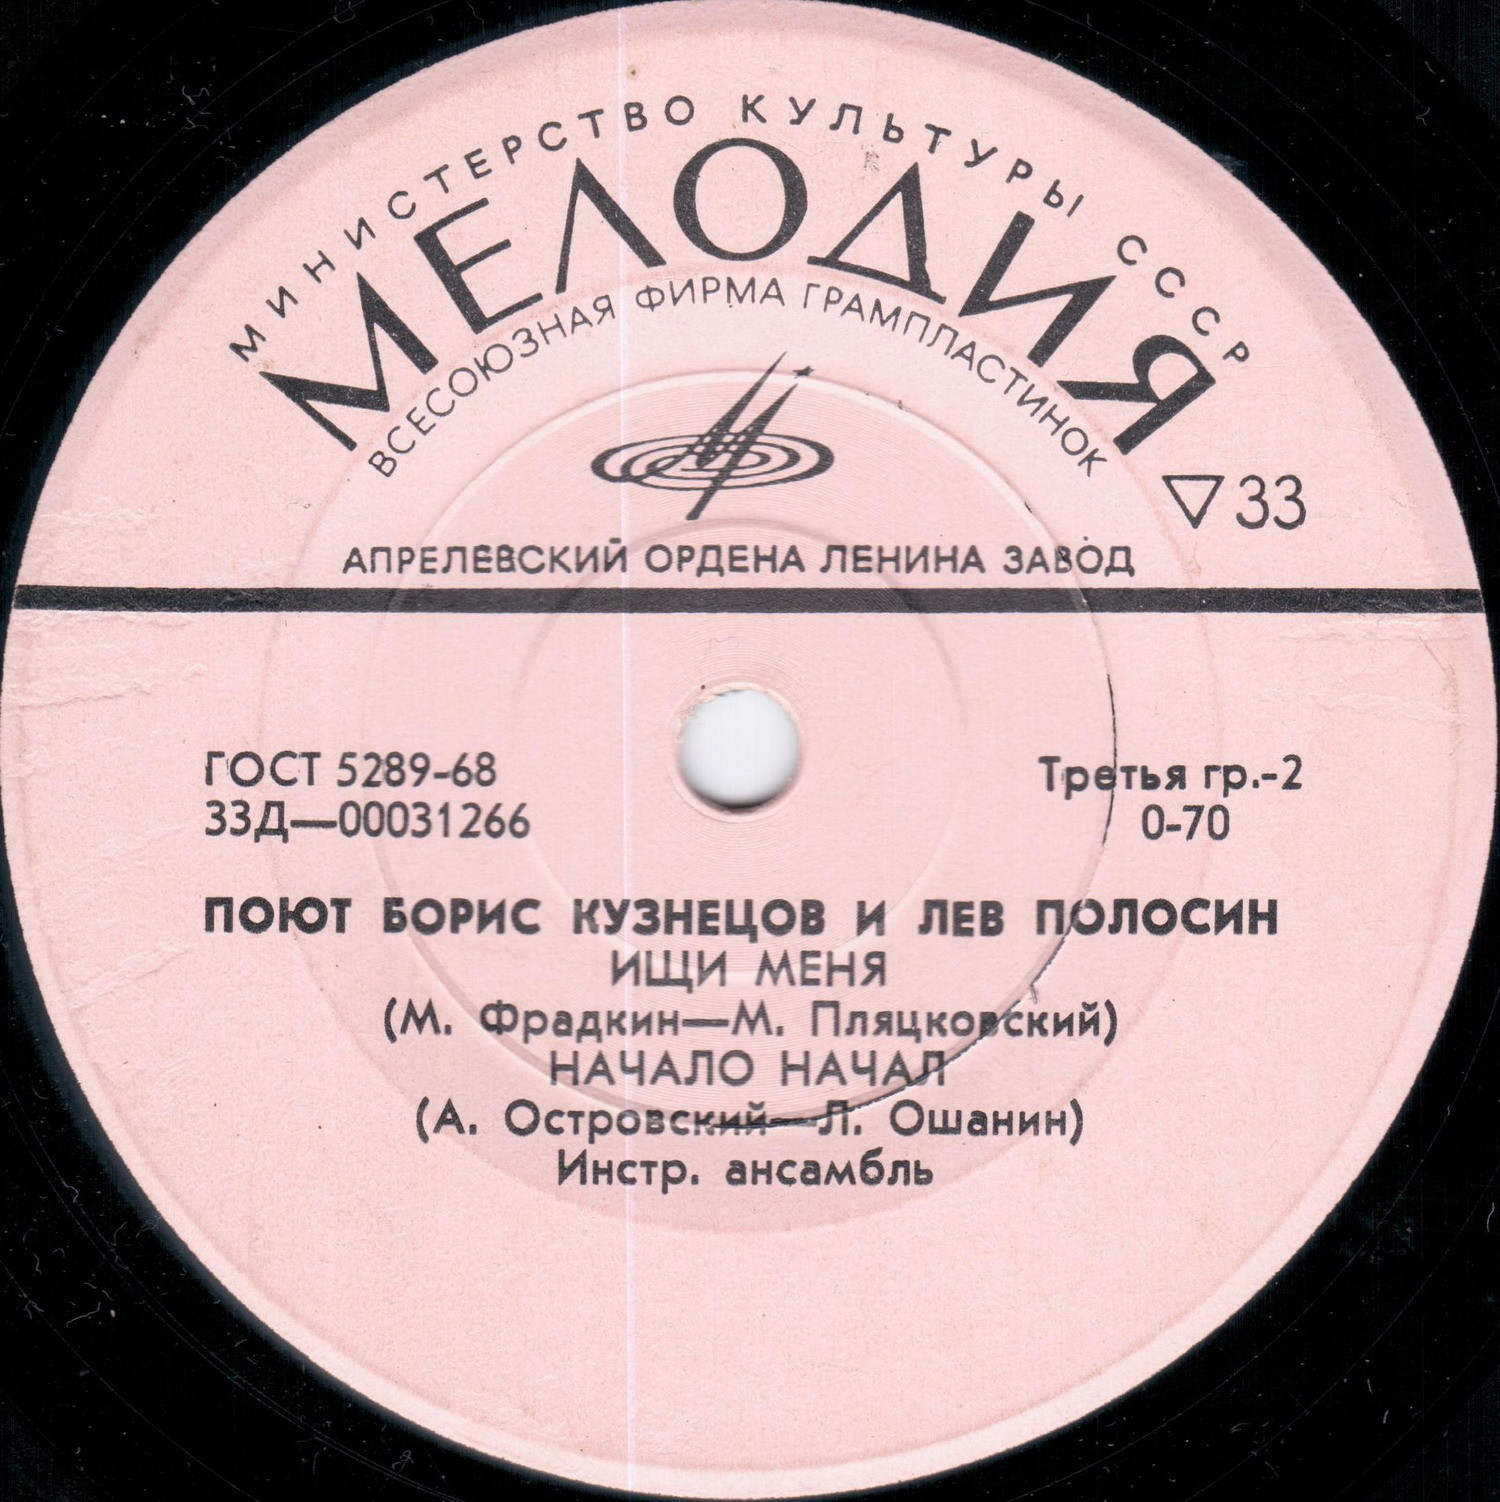 МИНИСТЕРСТВО КУЛЬТУРЫ СССР
МЕЛОДИЯ
ВСЕСОЮЗНАЯ ФИРМА ГРАМПЛАСТИНОК
▽ 33
АПРЕЛЕВСКИЙ ОРДЕНА ЛЕНИНА ЗАВОД
ГОСТ 5289-68
33Д—00031266
Третья гр.-2
0-70
ПОЮТ БОРИС КУЗНЕЦОВ И ЛЕВ ПОЛОСИН
ИЩИ МЕНЯ
(М. Фрадкин—М. Пляцковский)
НАЧАЛО НАЧАЛ
(А. Островский—Л. Ошанин)
Инстр. ансамбль